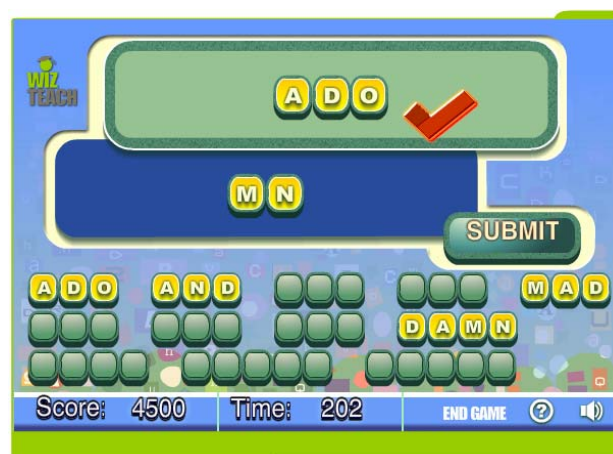 WIZ
TEACH
ADO
MN
SUBMIT
ADO AND MAD
DAMN
Score: 4500 Time: 202 END GAME ?